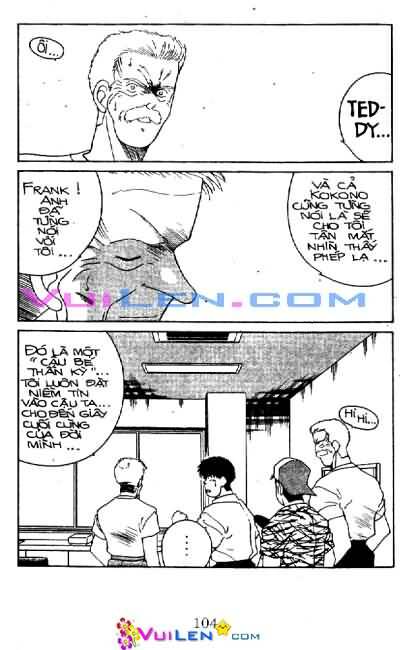 ÔI...
TED-
DY...
FRANK!
ANH
ĐÃ
TỪNG
NÓI
VỚI
TÔI...
VÀ CẢ
KOKONO
CŨNG TỪNG
NÓI LÀ SẼ
CHO TÔI
TẬN MẮT
NHÌN THẤY
PHÉP LẠ...
VUILEN.COM
ĐÓ LÀ MỘT
"CẬU BÉ
THẦN KỲ"...
TÔI LUÔN ĐẶT
NIỀM TIN
VÀO CẬU TA...
CHO ĐẾN GIÂY
CUỐI CÙNG
CỦA ĐỜI
MÌNH...
HÍ
HI...
...
104
VUILEN.COM